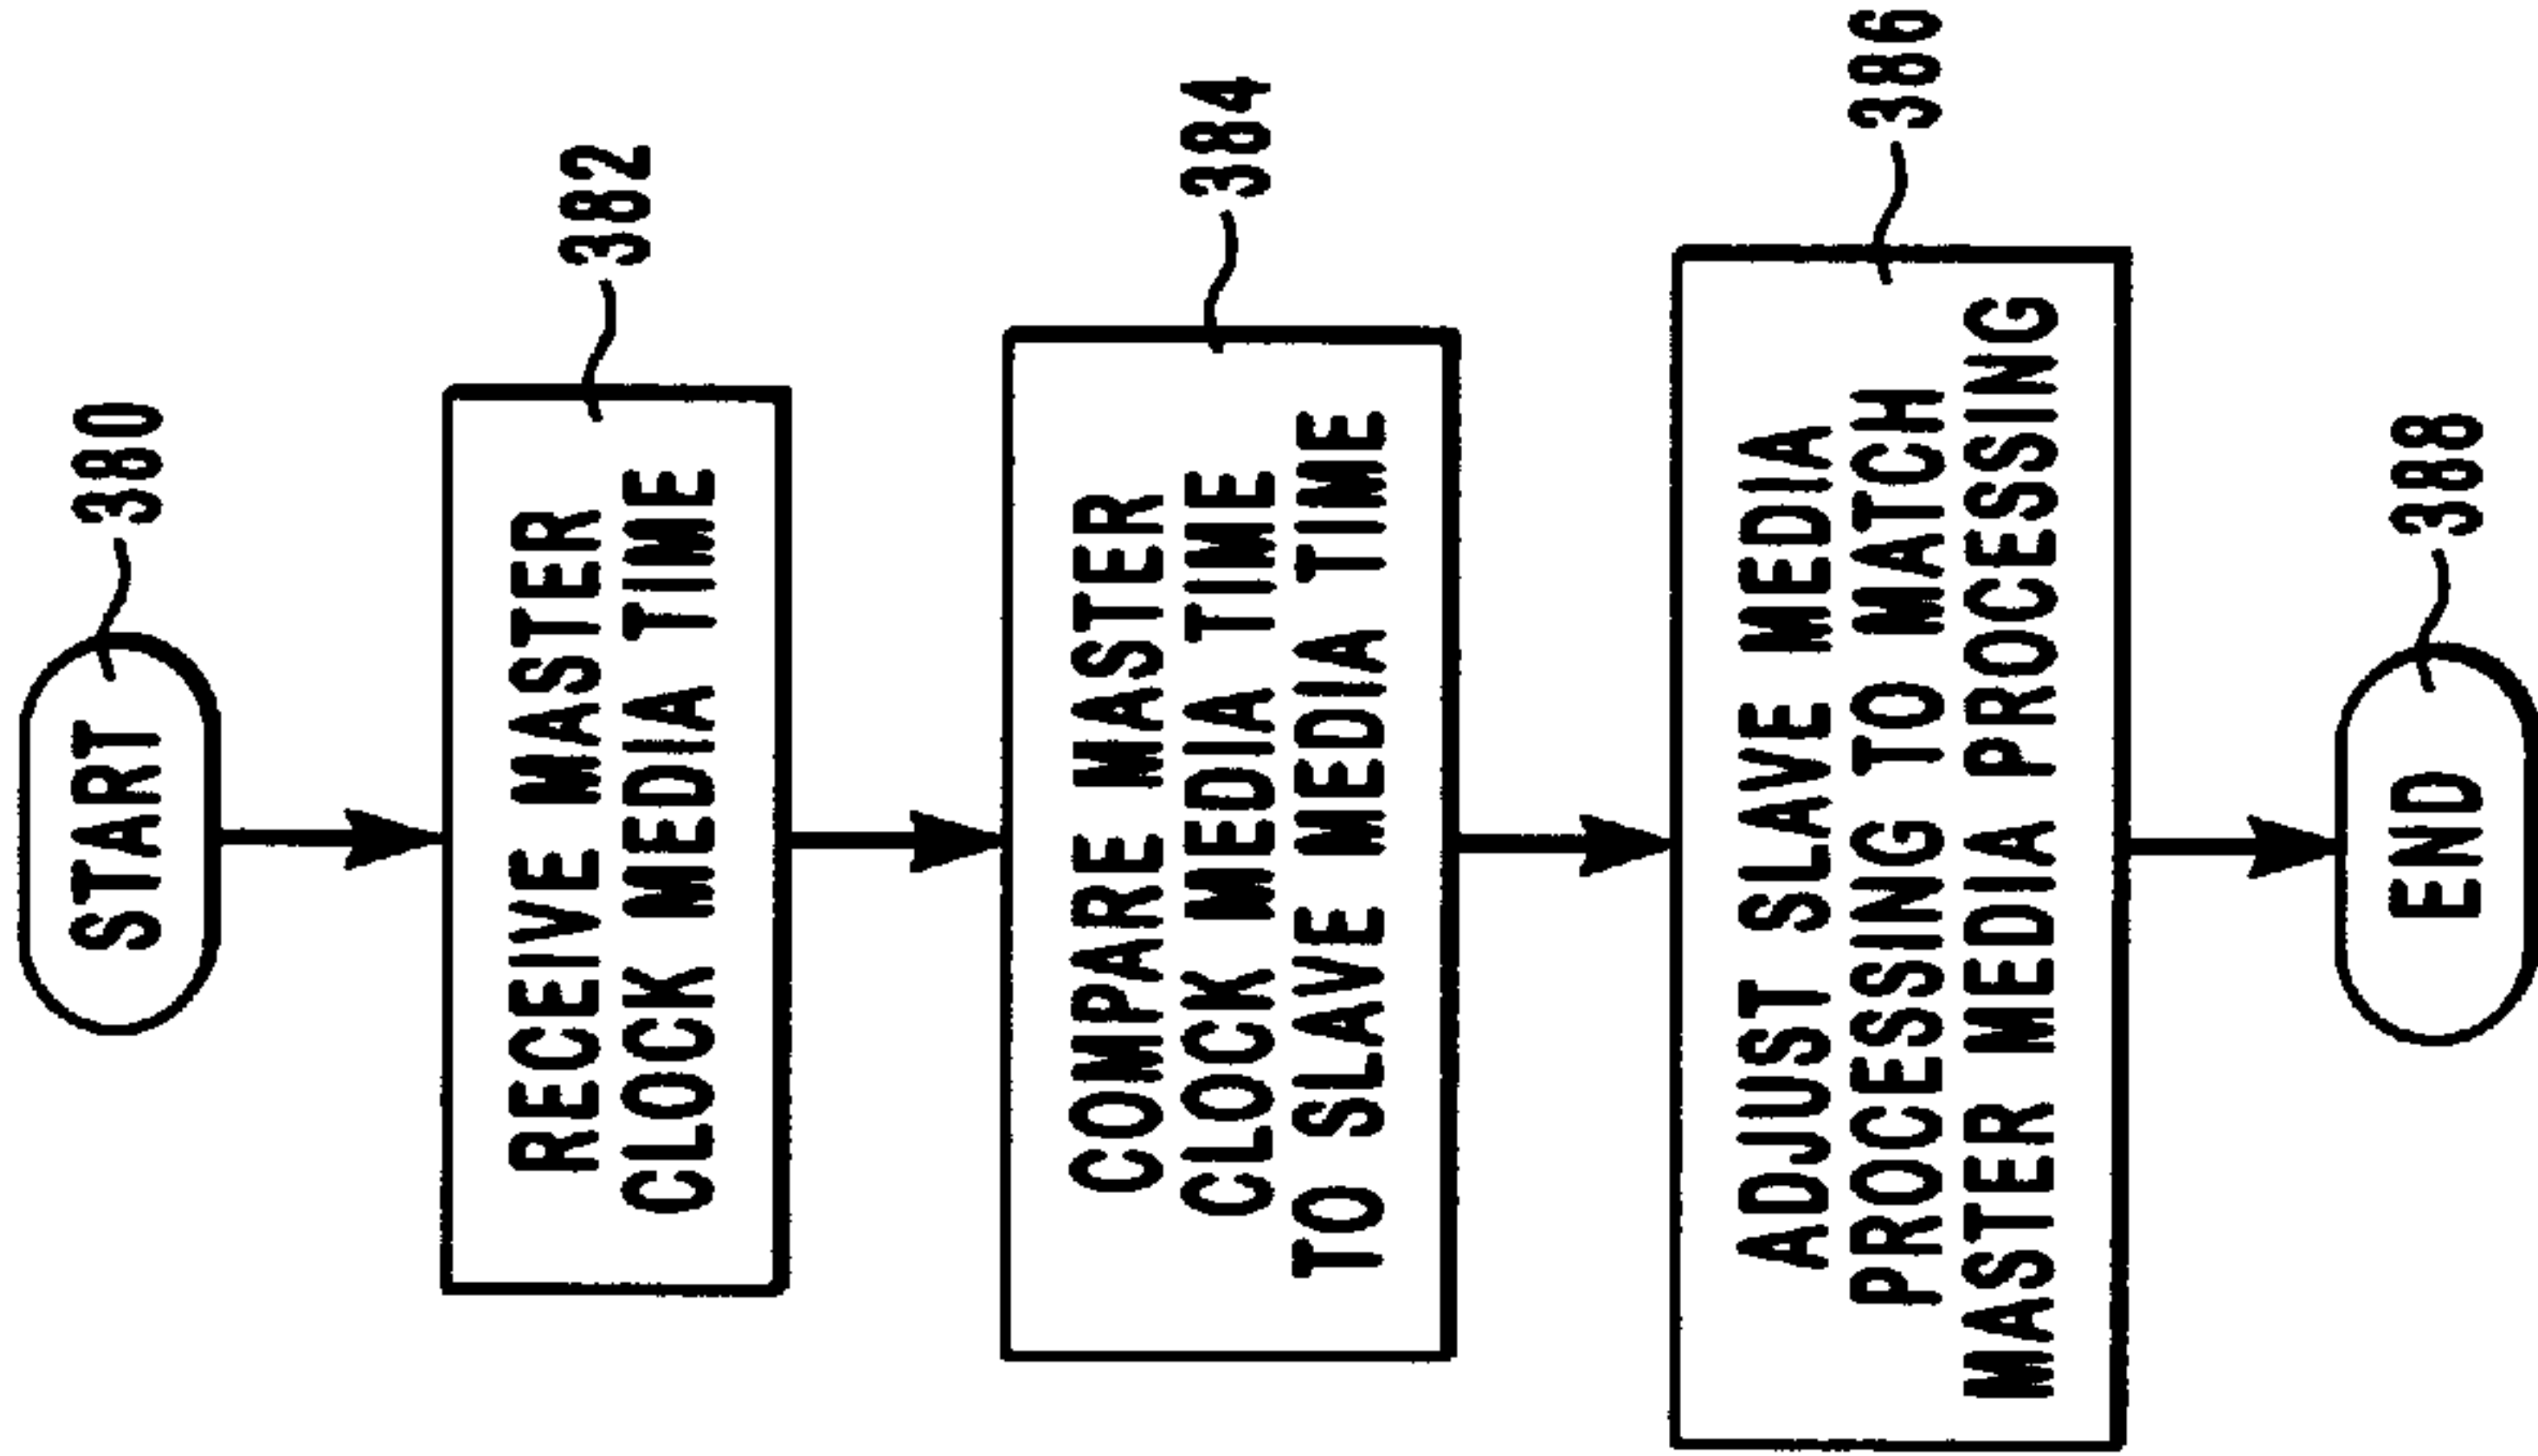 START
380
RECEIVE MASTER
CLOCK MEDIA TIME
382
COMPARE MASTER
CLOCK MEDIA TIME
TO SLAVE MEDIA TIME
384
ADJUST SLAVE MEDIA
PROCESSING TO MATCH
MASTER MEDIA PROCESSING
386
END
388